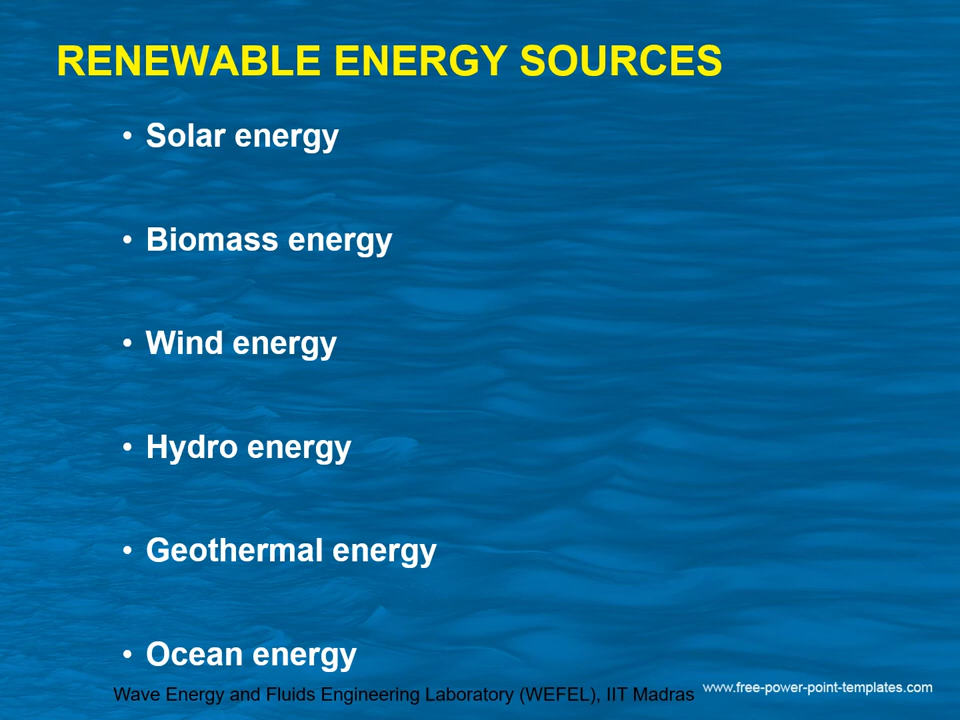 RENEWABLE ENERGY SOURCES
• Solar energy
• Biomass energy
• Wind energy
• Hydro energy
• Geothermal energy
• Ocean energy
Wave Energy and Fluids Engineering Laboratory (WEFEL), IIT Madras
www.free-power-point-templates.com